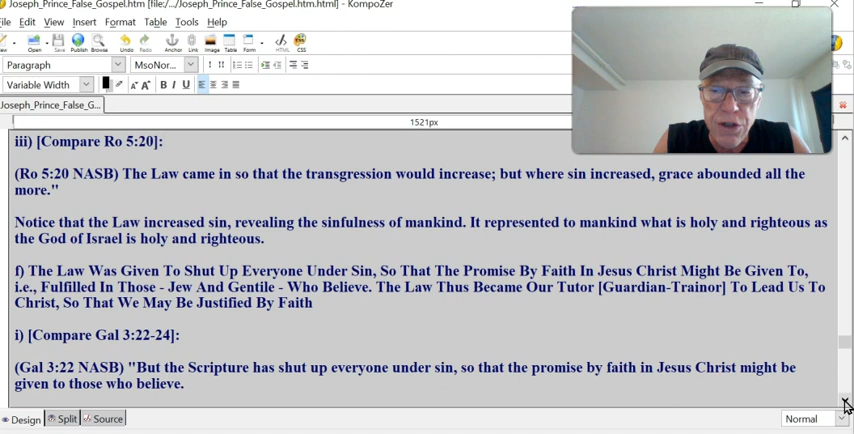 Joseph_Prince_False_Gospel.htm [file:/.../Joseph_Prince_False_Gospel.htm.html] - KompoZer
File Edit View Insert Format Table Tools Help
Open Save Publish Browse Undo Redo Anchor Link Image Table Form HTML CSS
Paragraph MsoNor...
Variable Width B I U
Joseph_Prince_False_G...
1521px
iii) [Compare Ro 5:20]:
(Ro 5:20 NASB) The Law came in so that the transgression would increase; but where sin increased, grace abounded all the
more."
Notice that the Law increased sin, revealing the sinfulness of mankind. It represented to mankind what is holy and righteous as
the God of Israel is holy and righteous.
f) The Law Was Given To Shut Up Everyone Under Sin, So That The Promise By Faith In Jesus Christ Might Be Given To,
i.e., Fulfilled In Those - Jew And Gentile - Who Believe. The Law Thus Became Our Tutor [Guardian-Trainor] To Lead Us To
Christ, So That We May Be Justified By Faith
i) [Compare Gal 3:22-24]:
(Gal 3:22 NASB) "But the Scripture has shut up everyone under sin, so that the promise by faith in Jesus Christ might be
given to those who believe.
Design Split Source
Normal